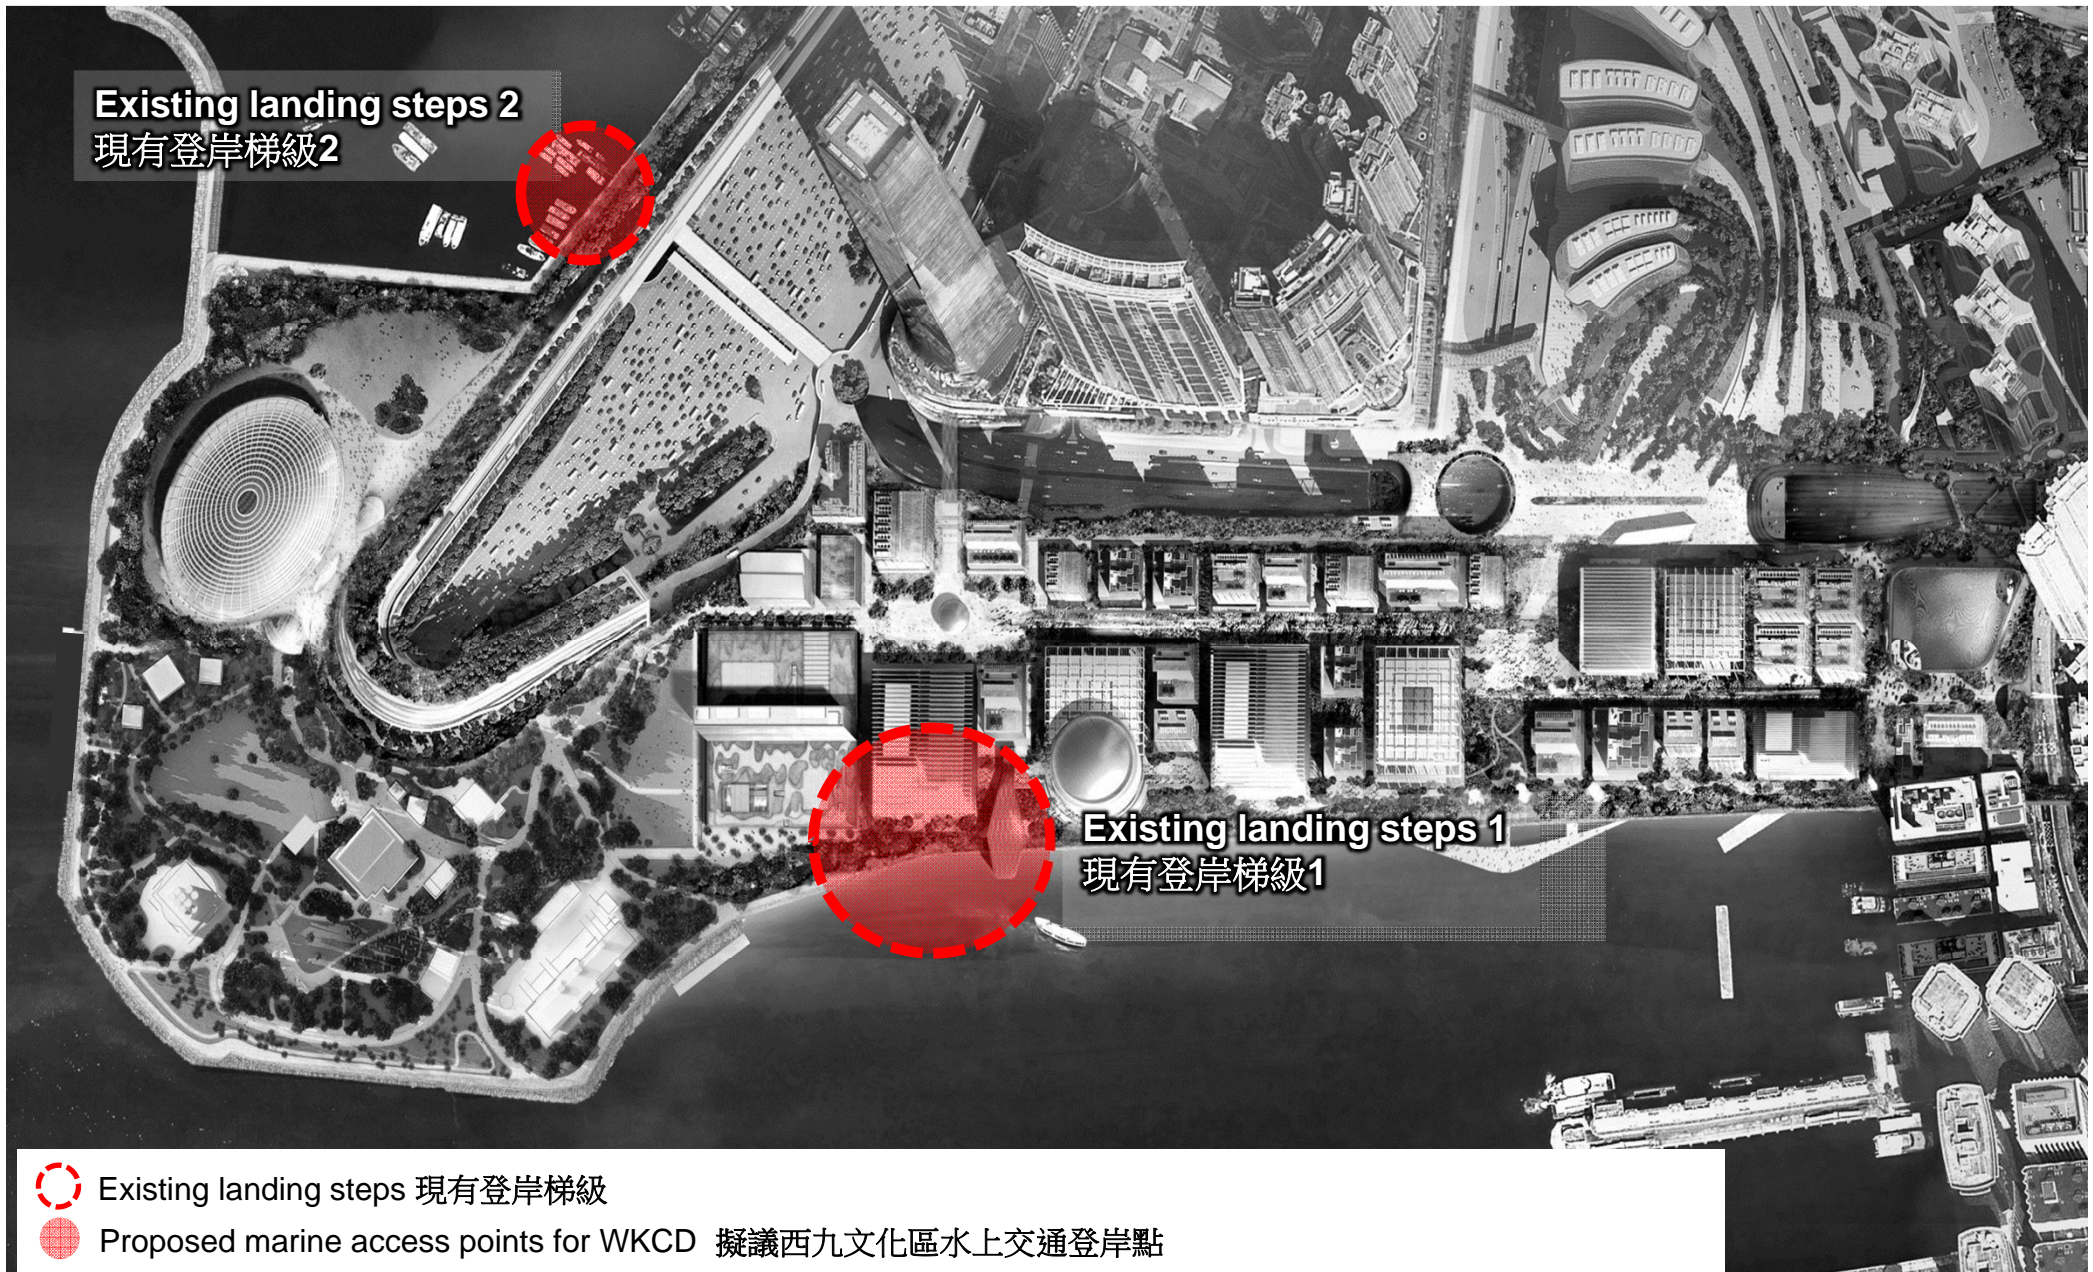 Existing landing steps 2
現有登岸梯級2
Existing landing steps 1
現有登岸梯級1
Existing landing steps 現有登岸梯級
Proposed marine access points for WKCD 擬議西九文化區水上交通登岸點